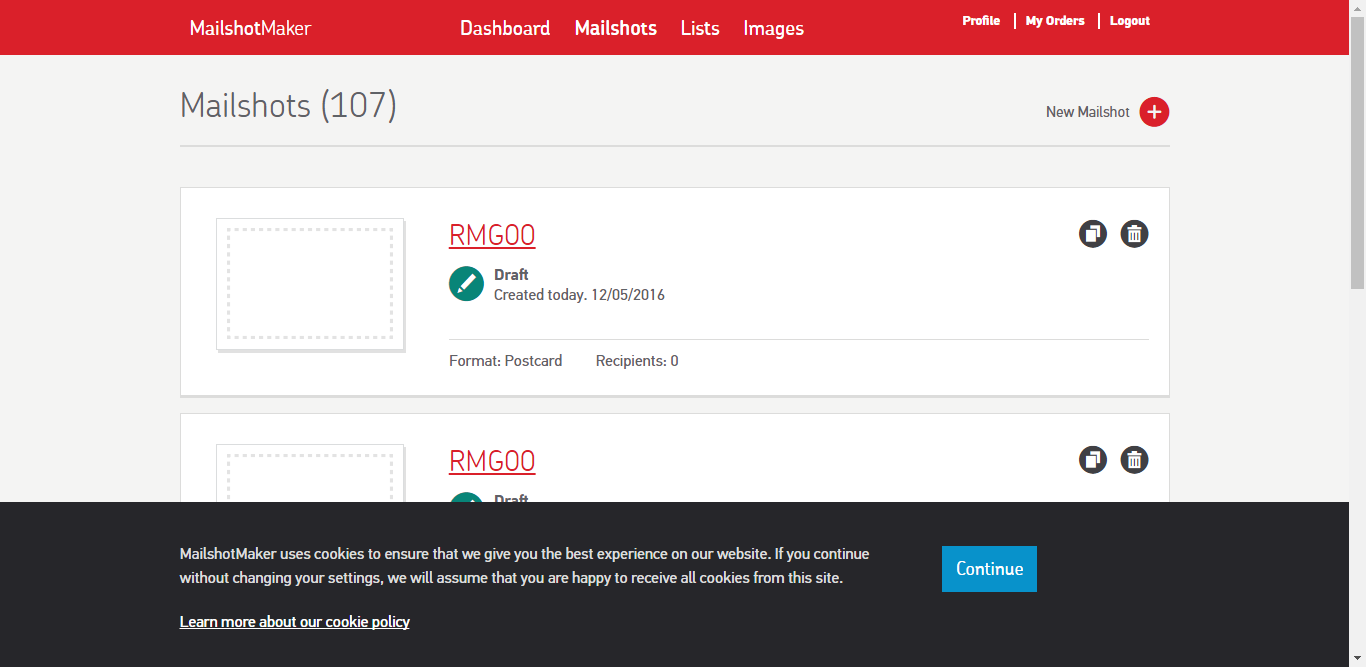 MailshotMaker Dashboard Mailshots Lists Images Profile My Orders Logout
Mailshots (107)
New Mailshot
RMG00
Draft
Created today. 12/05/2016
Format: Postcard Recipients: 0
RMG00
Draft
MailshotMaker uses cookies to ensure that we give you the best experience on our website. If you continue
without changing your settings, we will assume that you are happy to receive all cookies from this site.
Continue
Learn more about our cookie policy